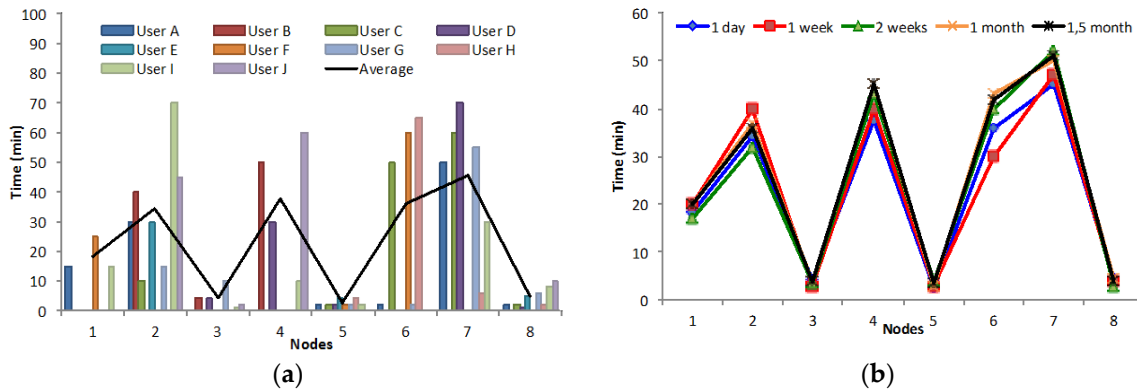 User A User B User C User D
User E User F User G User H
User I User J Average
100
90
80
70
60
50
40
30
20
10
0
Time (min)
1 2 3 4 5 6 7 8
Nodes
(a)
1 day 1 week 2 weeks 1 month 1,5 month
60
50
40
30
20
10
0
Time (min)
1 2 3 4 5 6 7 8
Nodes
(b)